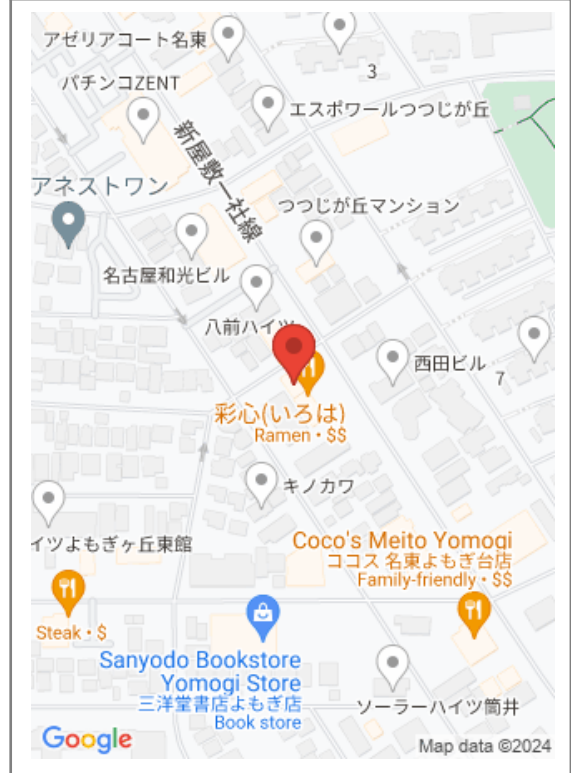 アゼリアコート名東
パチンコZENT
3
エスポワールつつじが丘
新屋敷一社線
アネストワン
つつじが丘マンション
名古屋和光ビル
八前ハイツ
西田ビル
7
彩心(いろは)
Ramen・$$
キノカワ
イツよもぎヶ丘東館
Coco's Meito Yomogi
ココス 名東よもぎ台店
Family-friendly・$$
Steak・$
Sanyodo Bookstore
Yomogi Store
三洋堂書店よもぎ店
Book store
ソーラーハイツ筒井
Google
Map data ©2024